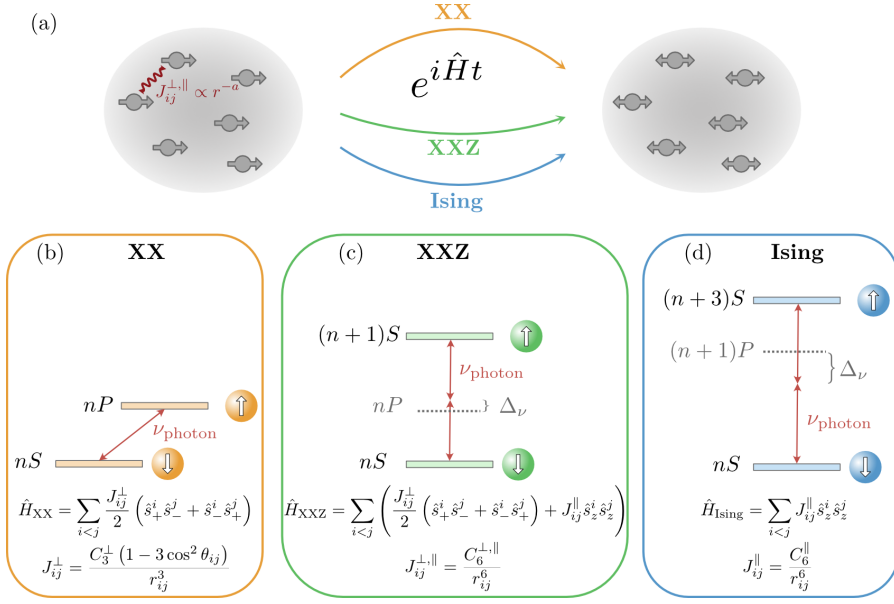 (a)
XX
$J_{ij}^{\perp,\parallel} \propto r^{-a}$
$e^{i\hat{H}t}$
XXZ
Ising
(b) XX
nP
$\nu_{\text{photon}}$
nS
$\hat{H}_{\text{XX}} = \sum_{i<j} \frac{J_{ij}^{\perp}}{2} \left( \hat{s}_+^i \hat{s}_-^j + \hat{s}_-^i \hat{s}_+^j \right)$
$J_{ij}^{\perp} = \frac{C_3^{\perp} \left( 1 - 3\cos^2 \theta_{ij} \right)}{r_{ij}^3}$
(c) XXZ
(n + 1)S
$\nu_{\text{photon}}$
nP
$\Delta_\nu$
nS
$\hat{H}_{\text{XXZ}} = \sum_{i<j} \left( \frac{J_{ij}^{\perp}}{2} \left( \hat{s}_+^i \hat{s}_-^j + \hat{s}_-^i \hat{s}_+^j \right) + J_{ij}^{\parallel} \hat{s}_z^i \hat{s}_z^j \right)$
$J_{ij}^{\perp,\parallel} = \frac{C_6^{\perp,\parallel}}{r_{ij}^6}$
(d) Ising
(n + 3)S
(n + 1)P
$\Delta_\nu$
$\nu_{\text{photon}}$
nS
$\hat{H}_{\text{Ising}} = \sum_{i<j} J_{ij}^{\parallel} \hat{s}_z^i \hat{s}_z^j$
$J_{ij}^{\parallel} = \frac{C_6^{\parallel}}{r_{ij}^6}$